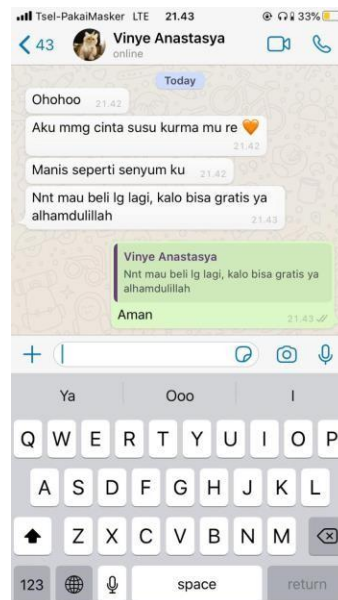 Tsel-PakaiMasker LTE 21.43 33%
43 Vinye Anastasya
online
Today
Ohohoo 21.42
Aku mmg cinta susu kurma mu re 🧡
21.42
Manis seperti senyum ku 21.42
Nnt mau beli lg lagi, kalo bisa gratis ya
alhamdulillah 21.43
Vinye Anastasya
Nnt mau beli lg lagi, kalo bisa gratis ya
alhamdulillah
Aman 21.43
Ya Ooo I
Q W E R T Y U I O P
A S D F G H J K L
Z X C V B N M
123 space return